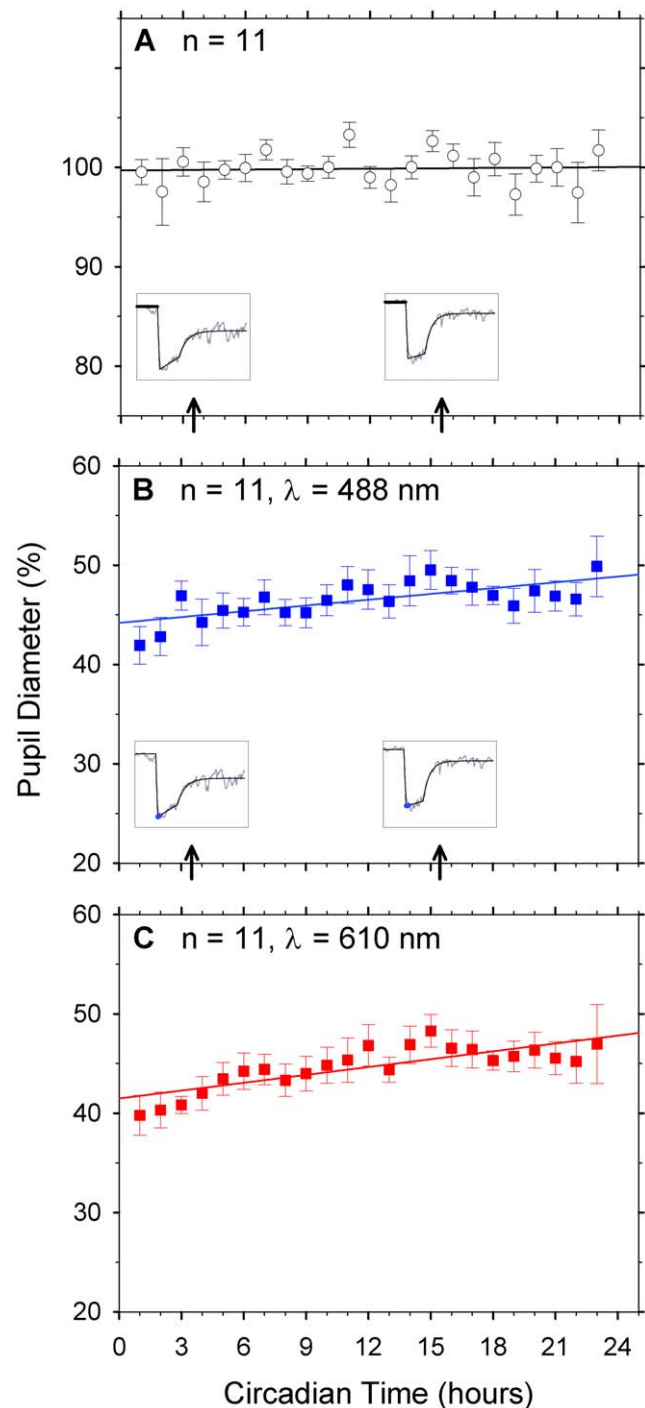 A n = 11
100
80
60
B n = 11, λ = 488 nm
50
40
30
20
60
C n = 11, λ = 610 nm
50
40
30
20
0 3 6 9 12 15 18 21 24
Pupil Diameter (%)
Circadian Time (hours)